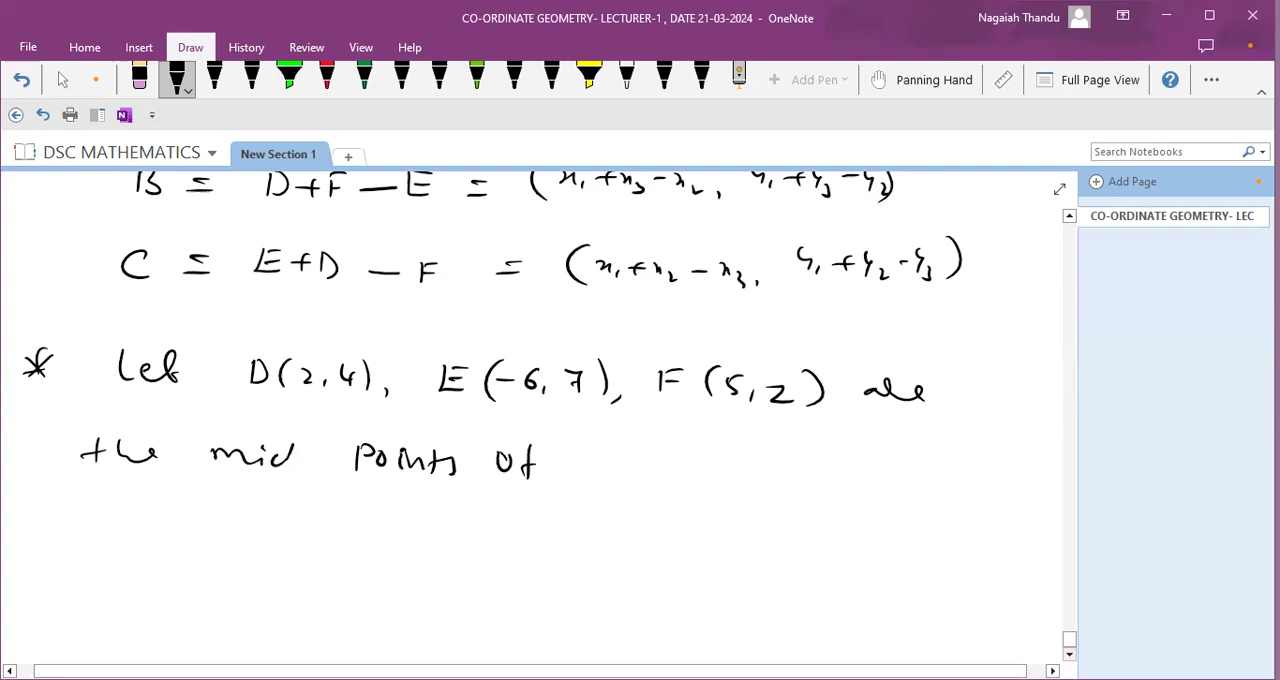 CO-ORDINATE GEOMETRY- LECTURER-1 , DATE 21-03-2024 - OneNote
Nagaiah Thandu
File Home Insert Draw History Review View Help
Add Pen
Panning Hand
Full Page View
DSC MATHEMATICS
New Section 1
Search Notebooks
Add Page
CO-ORDINATE GEOMETRY- LEC
B ≡ D+F-E = (x₁+x₃-x₂, y₁+y₃-y₂)
C ≡ E+D-F = (x₁+x₂-x₃, y₁+y₂-y₃)
* Let D(2,4), E(-6,7), F(5,2) are
the mid points of